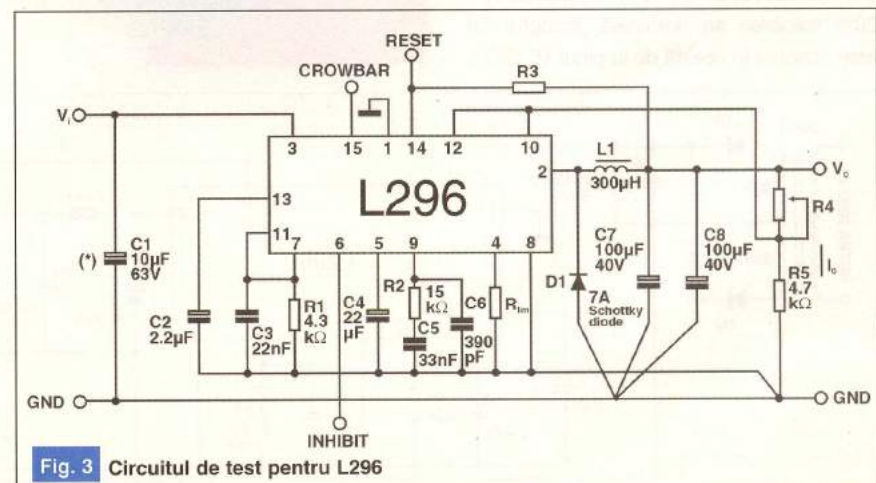 RESET
CROWBAR
R3
Vi
3
15
1
14
12
10
2
L1
300µH
Vo
L296
13
11
7
6
5
9
4
8
R4
(*)
C1
10µF
63V
C2
2.2µF
C3
22nF
R1
4.3
kΩ
C4
22
µF
R2
15
kΩ
C5
33nF
C6
390
pF
Rlm
D1
7A
Schottky
diode
C7
100µF
40V
C8
100µF
40V
R5
4.7
kΩ
Io
GND
GND
INHIBIT
Fig. 3 Circuitul de test pentru L296